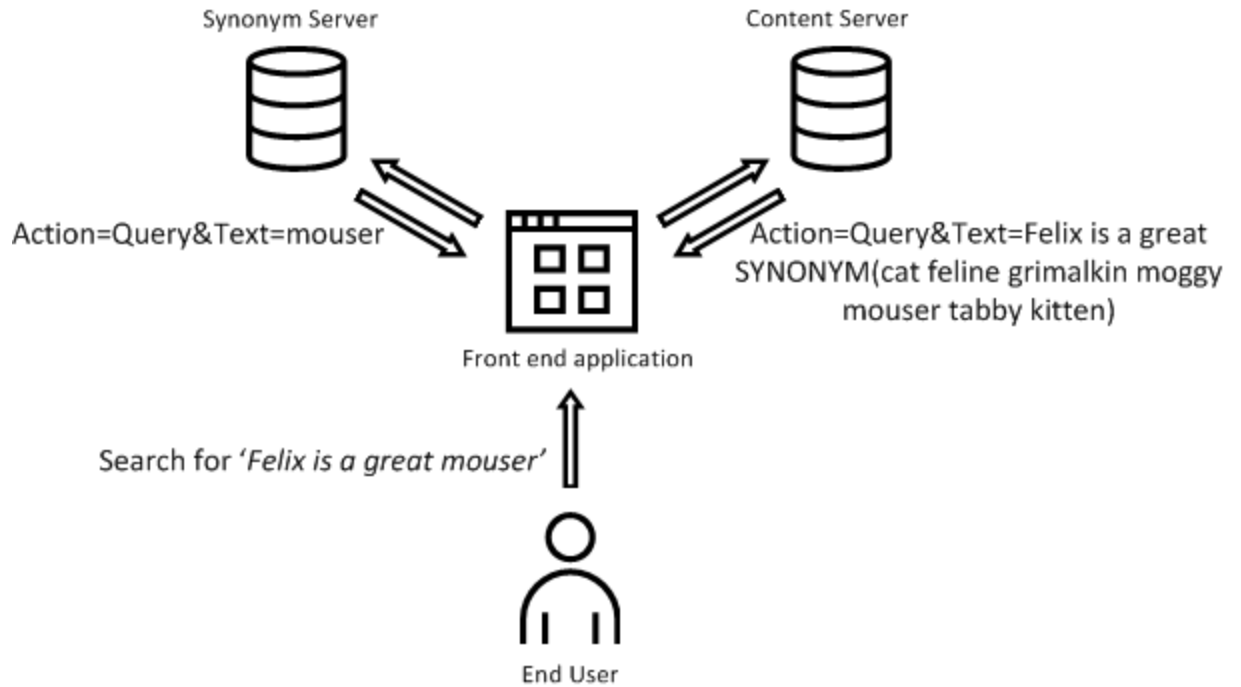 Synonym Server
Content Server
Action=Query&Text=mouser
Action=Query&Text=Felix is a great
SYNONYM(cat feline grimalkin moggy
mouser tabby kitten)
Front end application
Search for ‘Felix is a great mouser’
End User